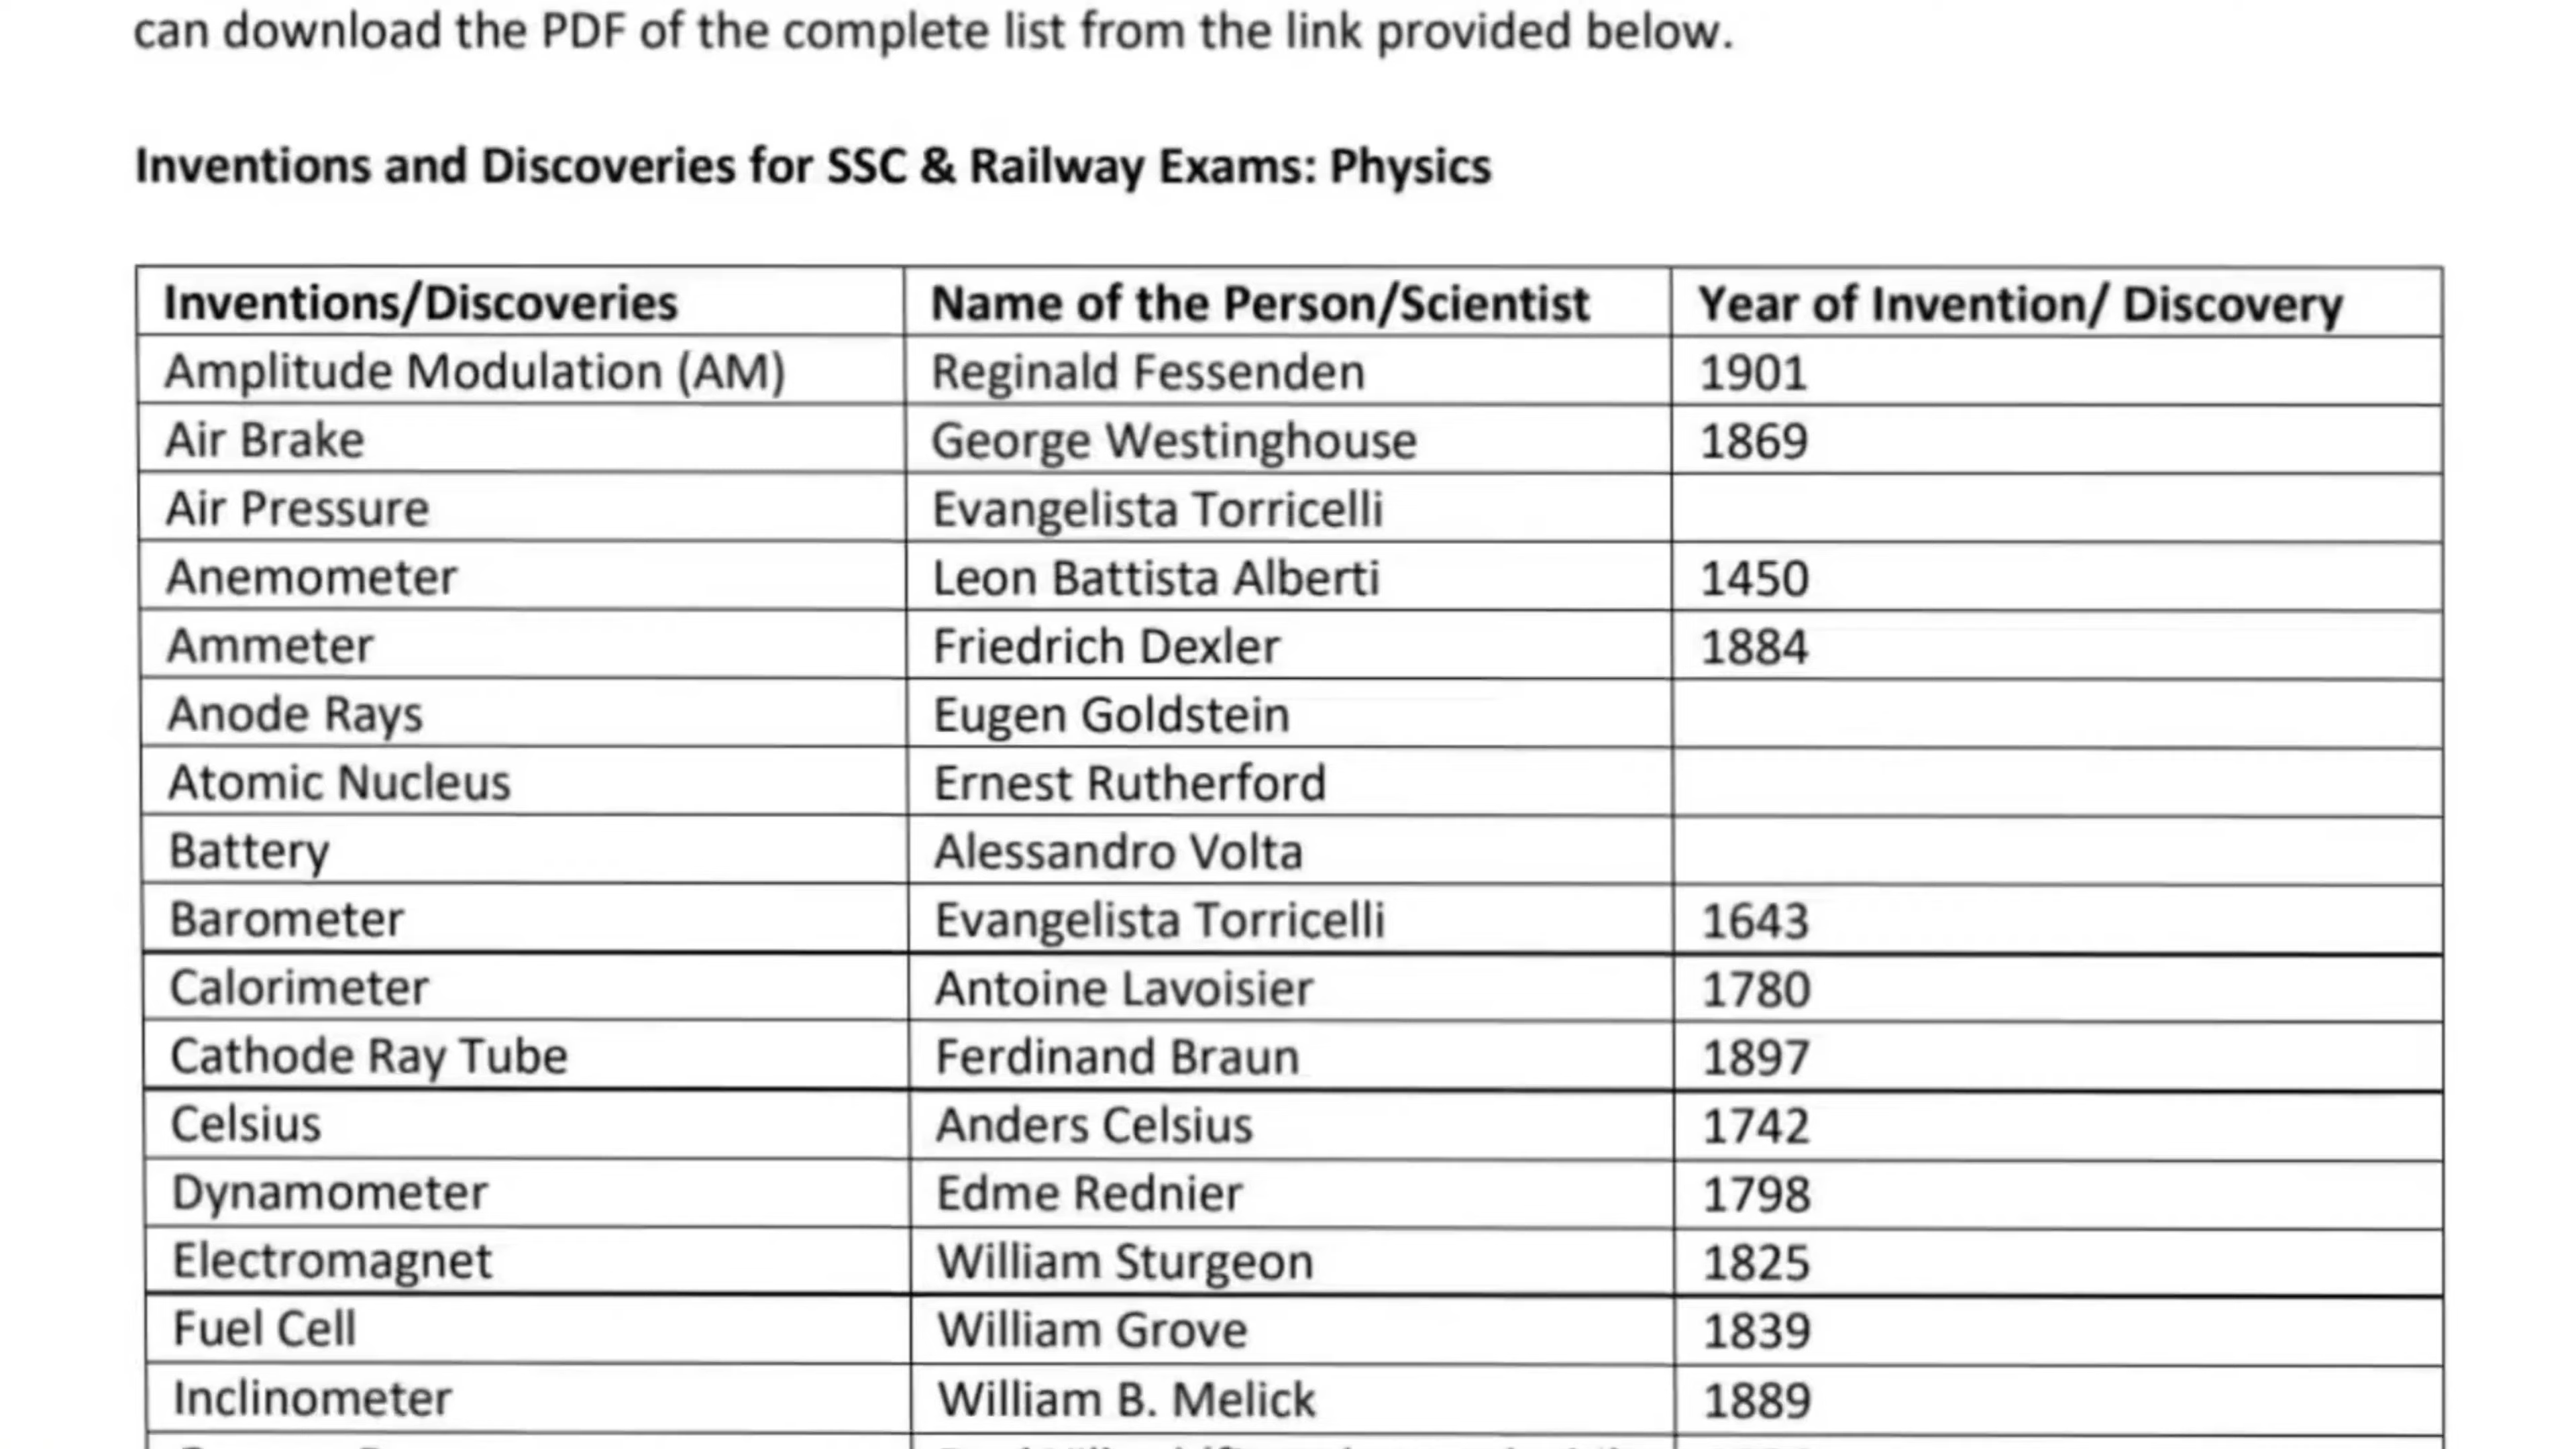 can download the PDF of the complete list from the link provided below.
Inventions and Discoveries for SSC & Railway Exams: Physics
Inventions/Discoveries Name of the Person/Scientist Year of Invention/ Discovery
Amplitude Modulation (AM) Reginald Fessenden 1901
Air Brake George Westinghouse 1869
Air Pressure Evangelista Torricelli
Anemometer Leon Battista Alberti 1450
Ammeter Friedrich Dexler 1884
Anode Rays Eugen Goldstein
Atomic Nucleus Ernest Rutherford
Battery Alessandro Volta
Barometer Evangelista Torricelli 1643
Calorimeter Antoine Lavoisier 1780
Cathode Ray Tube Ferdinand Braun 1897
Celsius Anders Celsius 1742
Dynamometer Edme Rednier 1798
Electromagnet William Sturgeon 1825
Fuel Cell William Grove 1839
Inclinometer William B. Melick 1889